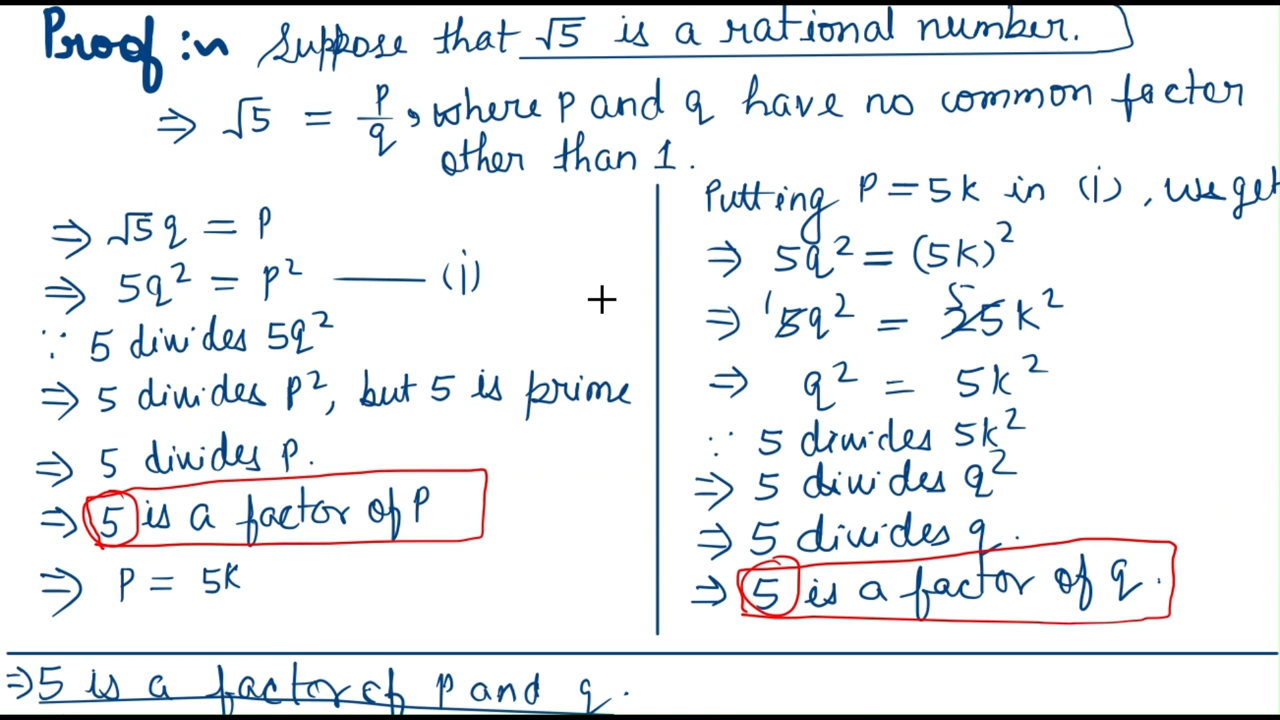 Proof :n Suppose that √5 is a rational number.
⇒ √5 = p/q, where p and q have no common factor
other than 1.
⇒ √5q = p
⇒ 5q² = p² —— (i)
∵ 5 divides 5q²
⇒ 5 divides p², but 5 is prime
⇒ 5 divides p.
⇒ 5 is a factor of p
⇒ p = 5k
Putting p = 5k in (i), we get
⇒ 5q² = (5k)²
⇒ ¹5q² = ⁵25k²
⇒ q² = 5k²
∵ 5 divides 5k²
⇒ 5 divides q²
⇒ 5 divides q.
⇒ 5 is a factor of q.
⇒ 5 is a factor of p and q.